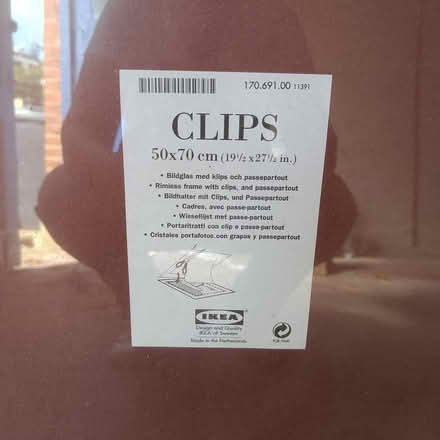 170.691.00 11391
CLIPS
50x70 cm (19½ x 27½ in.)
• Bildglas med klips och passepartout
• Rimless frame with clips, and passepartout
• Bildhalter mit Clips, und Passepartout
• Cadres, avec passe-partout
• Wissellijst met passe-partout
• Portaritratti con clip e passe-partout
• Cristales portafotos con grapas y passepartout
IKEA
Design and Quality
IKEA of Sweden
Made in the Netherlands